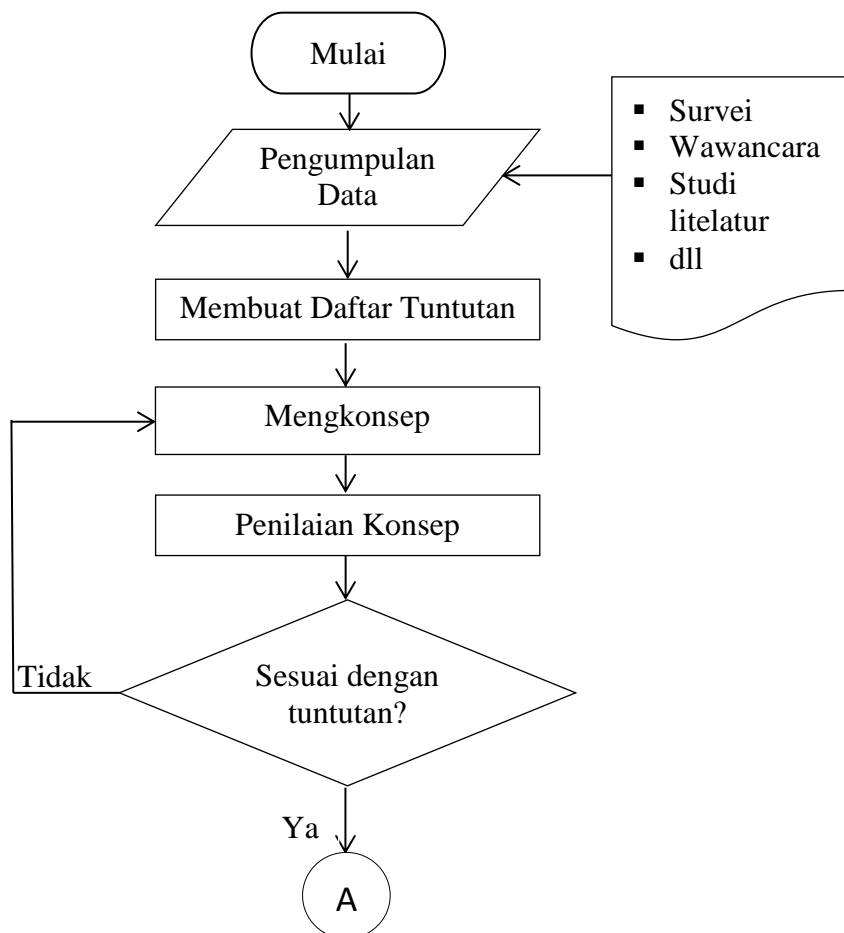 Mulai
Pengumpulan
Data
▪ Survei
▪ Wawancara
▪ Studi
litelatur
▪ dll
Membuat Daftar Tuntutan
Mengkonsep
Penilaian Konsep
Sesuai dengan
tuntutan?
Tidak
Ya
A